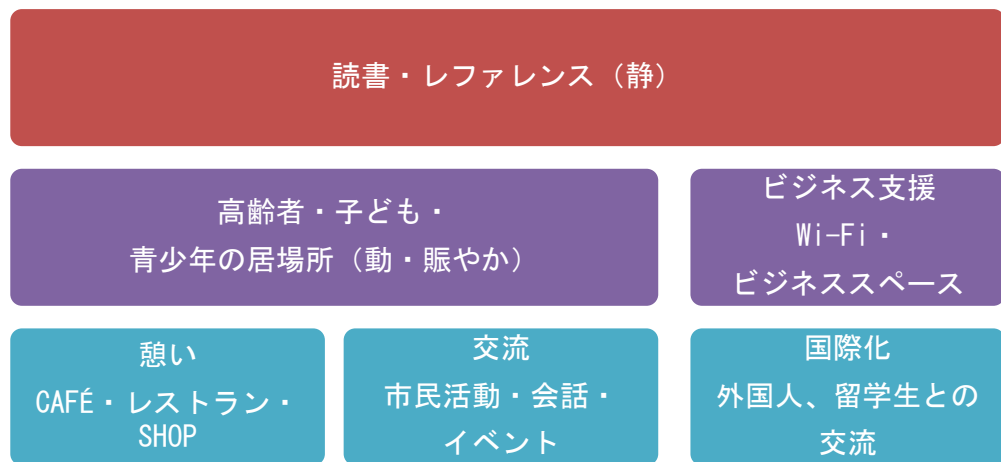 読書・レファレンス（静）
高齢者・子ども・
青少年の居場所（動・賑やか）
ビジネス支援
Wi-Fi・
ビジネススペース
憩い
CAFÉ・レストラン・
SHOP
交流
市民活動・会話・
イベント
国際化
外国人、留学生との
交流